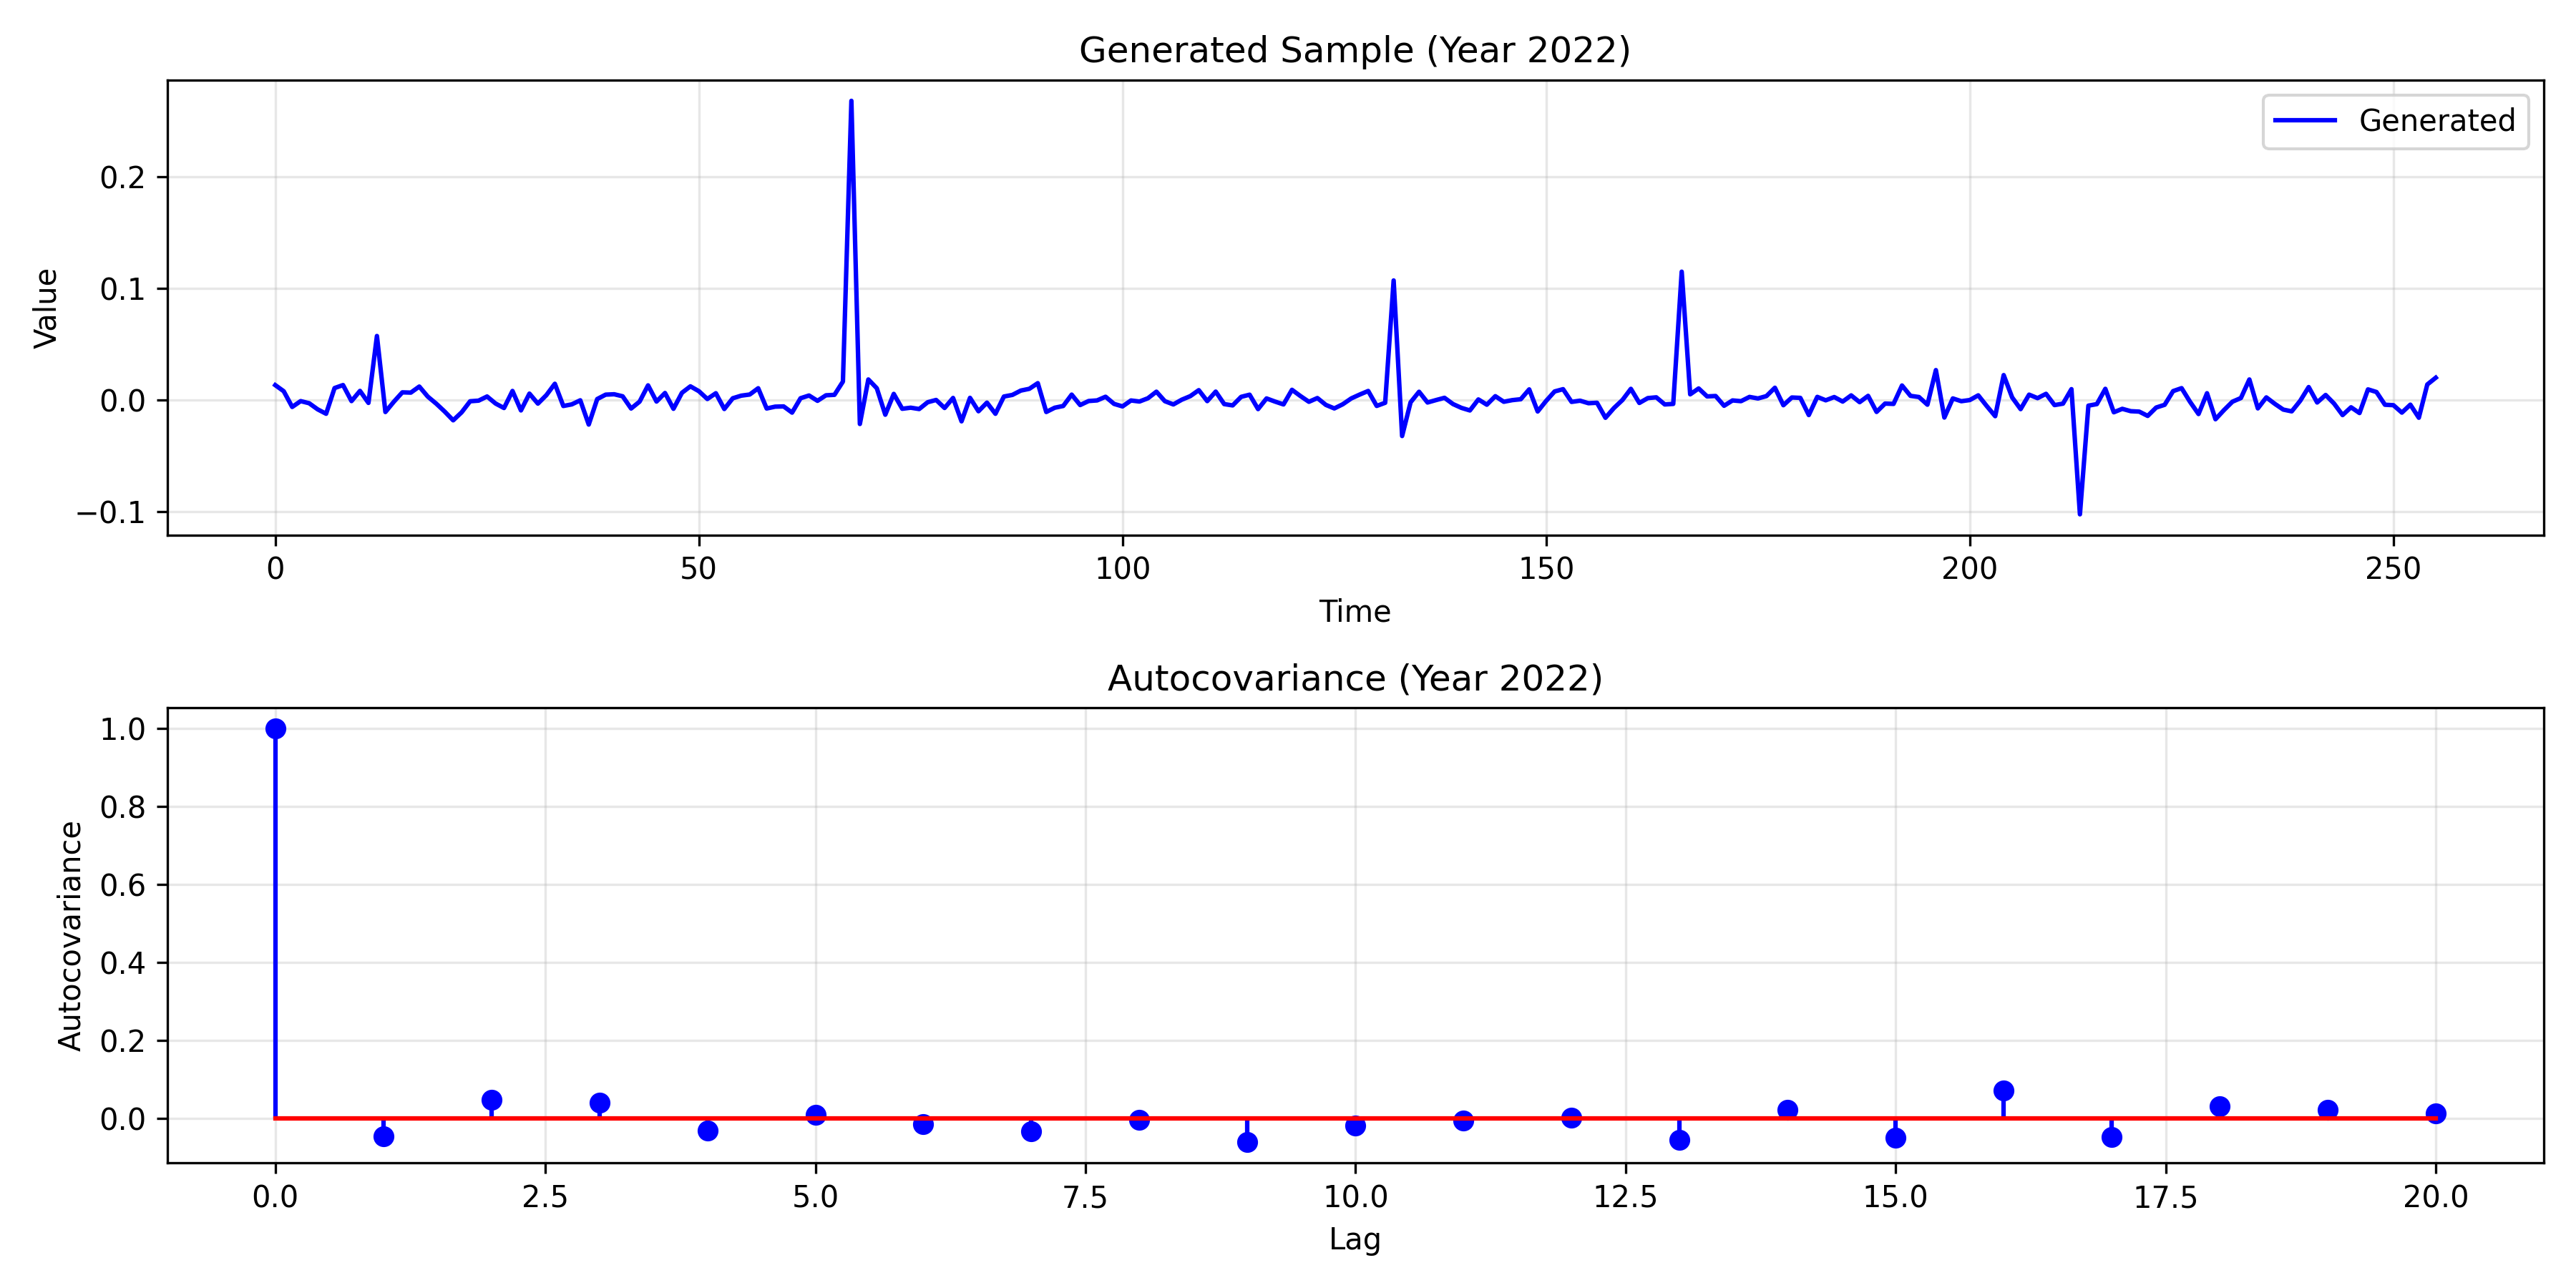 Generated Sample (Year 2022)
Generated
Value
0.2
0.1
0.0
−0.1
0 50 100 150 200 250
Time
Autocovariance (Year 2022)
Autocovariance
1.0
0.8
0.6
0.4
0.2
0.0
0.0 2.5 5.0 7.5 10.0 12.5 15.0 17.5 20.0
Lag